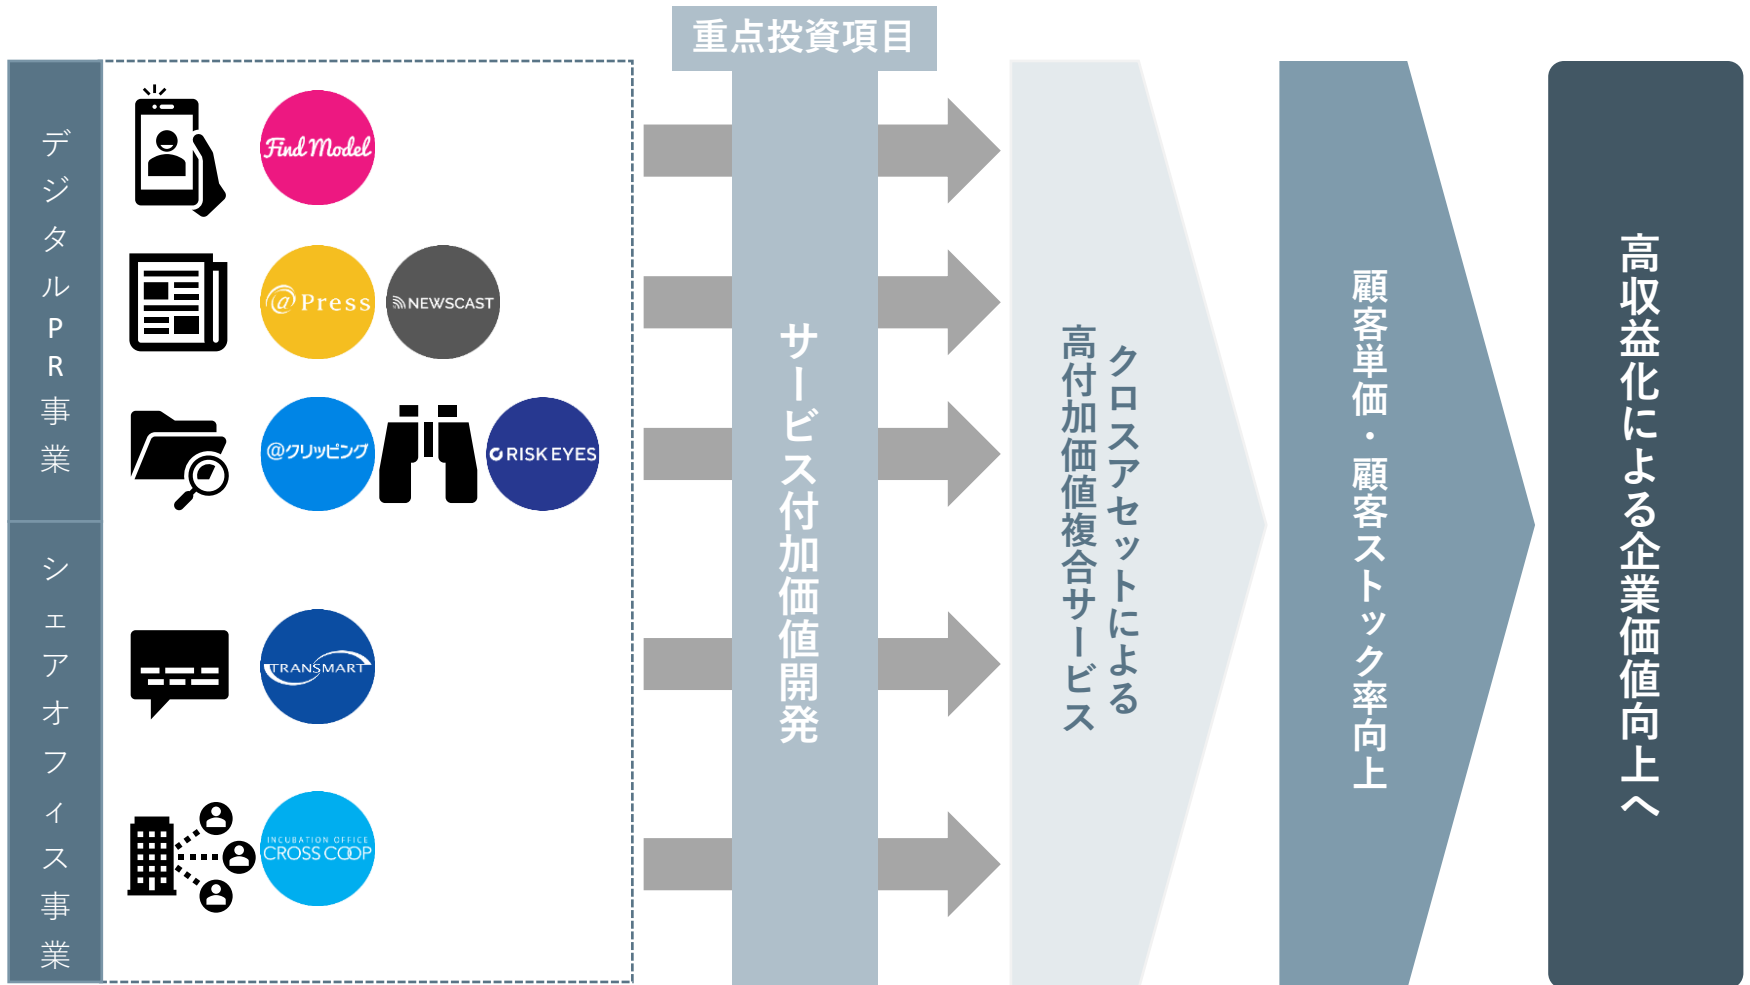 重点投資項目
デジタルPR事業
Find Model
@Press
NEWSCAST
@クリッピング
RISK EYES
シェアオフィス事業
TRANSMART
INCUBATION OFFICE
CROSS COOP
サービス付加価値開発
クロスアセットによる
高付加価値複合サービス
顧客単価・顧客ストック率向上
高収益化による企業価値向上へ